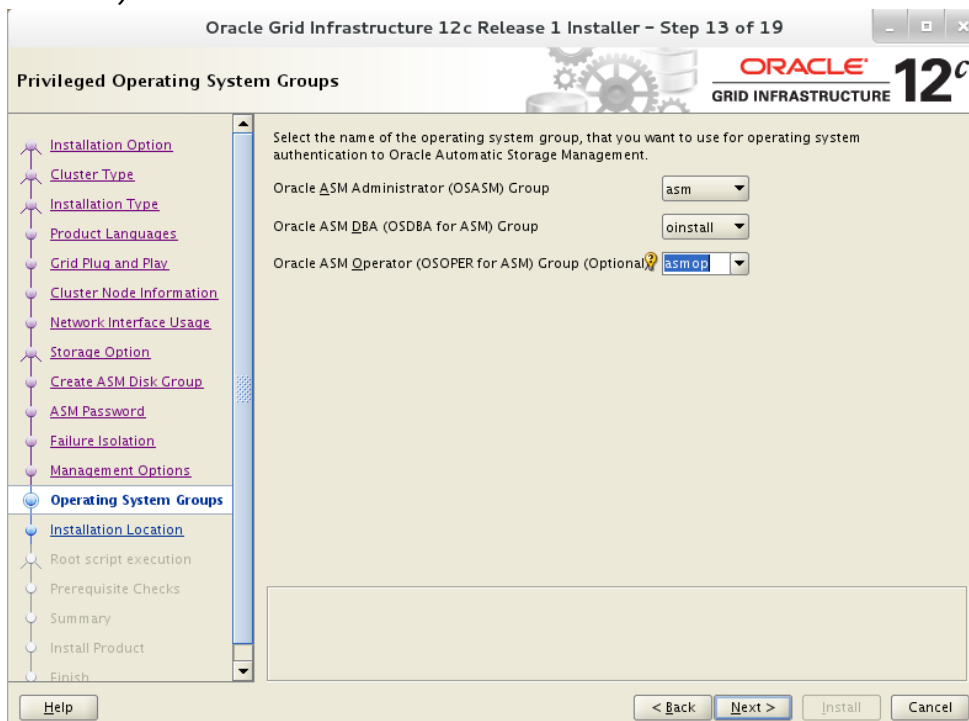 Oracle Grid Infrastructure 12c Release 1 Installer – Step 13 of 19
Privileged Operating System Groups
ORACLE
GRID INFRASTRUCTURE
12c
Installation Option
Cluster Type
Installation Type
Product Languages
Grid Plug and Play
Cluster Node Information
Network Interface Usage
Storage Option
Create ASM Disk Group
ASM Password
Failure Isolation
Management Options
Operating System Groups
Installation Location
Root script execution
Prerequisite Checks
Summary
Install Product
Finish
Select the name of the operating system group, that you want to use for operating system
authentication to Oracle Automatic Storage Management.
Oracle ASM Administrator (OSASM) Group asm
Oracle ASM DBA (OSDBA for ASM) Group oinstall
Oracle ASM Operator (OSOPER for ASM) Group (Optional) asmop
Help < Back Next > Install Cancel